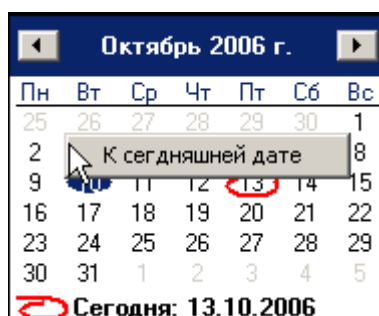 Октябрь 2006 г.
Пн Вт Ср Чт Пт Сб Вс
25 26 27 28 29 30 1
2 К сегдняшней дате 8
9 10 11 12 13 14 15
16 17 18 19 20 21 22
23 24 25 26 27 28 29
30 31 1 2 3 4 5
Сегодня: 13.10.2006